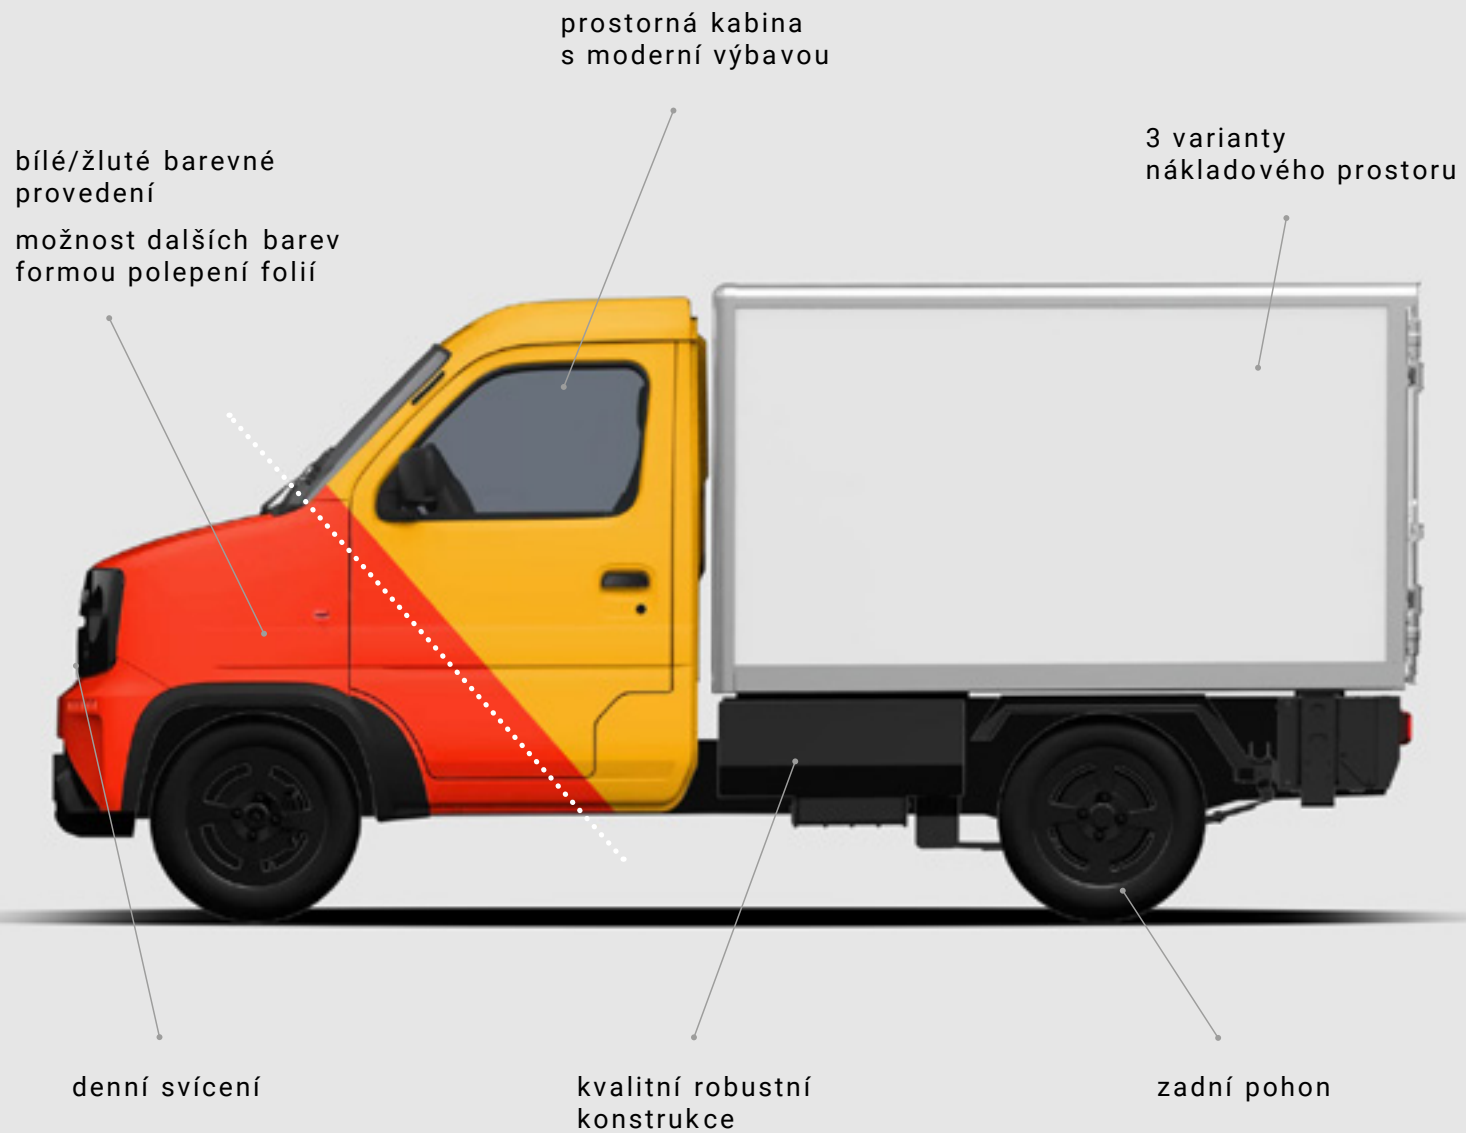 prostorná kabina
s moderní výbavou
3 varianty
nákladového prostoru
bílé/žluté barevné
provedení
možnost dalších barev
formou polepení folií
denní svícení
kvalitní robustní
konstrukce
zadní pohon